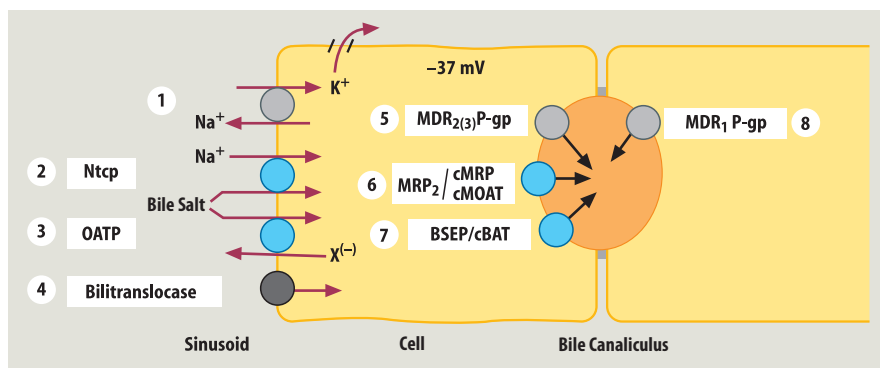 –37 mV
K⁺
1
Na⁺
5 MDR₂₍₃₎P-gp
MDR₁ P-gp 8
Na⁺
2 Ntcp
6 MRP₂/cMRP
cMOAT
Bile Salt
3 OATP
7 BSEP/cBAT
X⁽⁻⁾
4 Bilitranslocase
Sinusoid Cell Bile Canaliculus